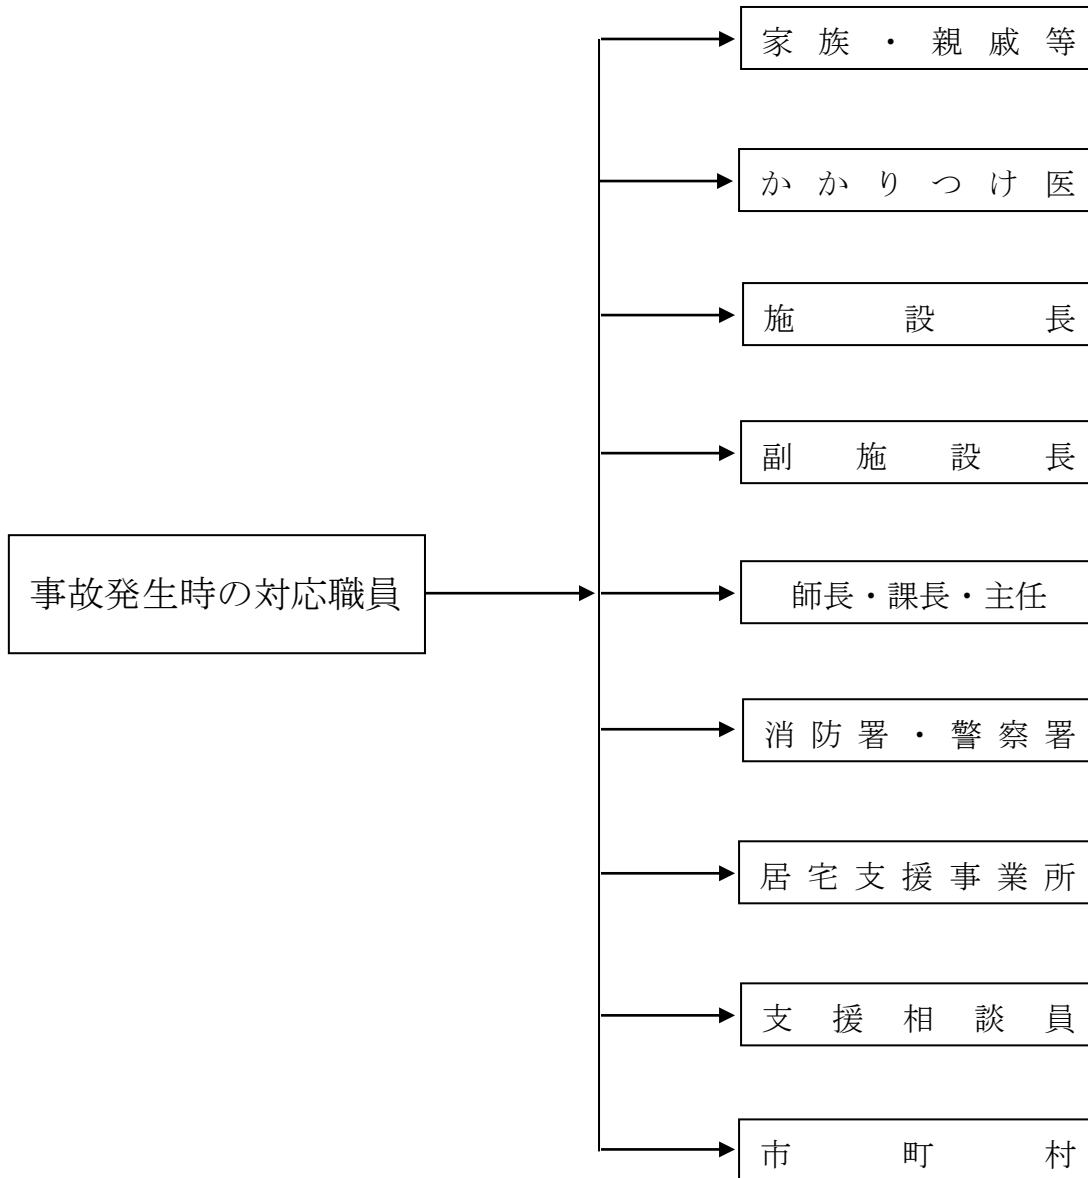 家族・親戚等
かかりつけ医
施設長
副施設長
事故発生時の対応職員
師長・課長・主任
消防署・警察署
居宅支援事業所
支援相談員
市町村